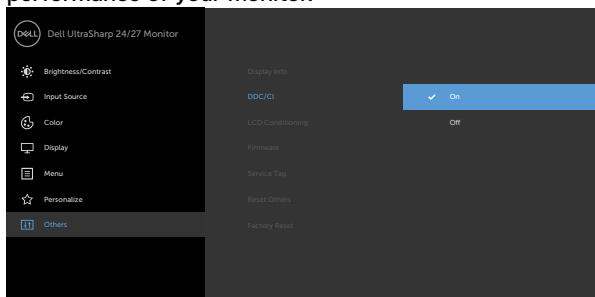 performance of your monitor.
DELL Dell UltraSharp 24/27 Monitor
Brightness/Contrast Display Info
Input Source DDC/CI On
Color LCD Conditioning Off
Display Firmware
Menu Service Tag
Personalize Reset Others
Others Factory Reset